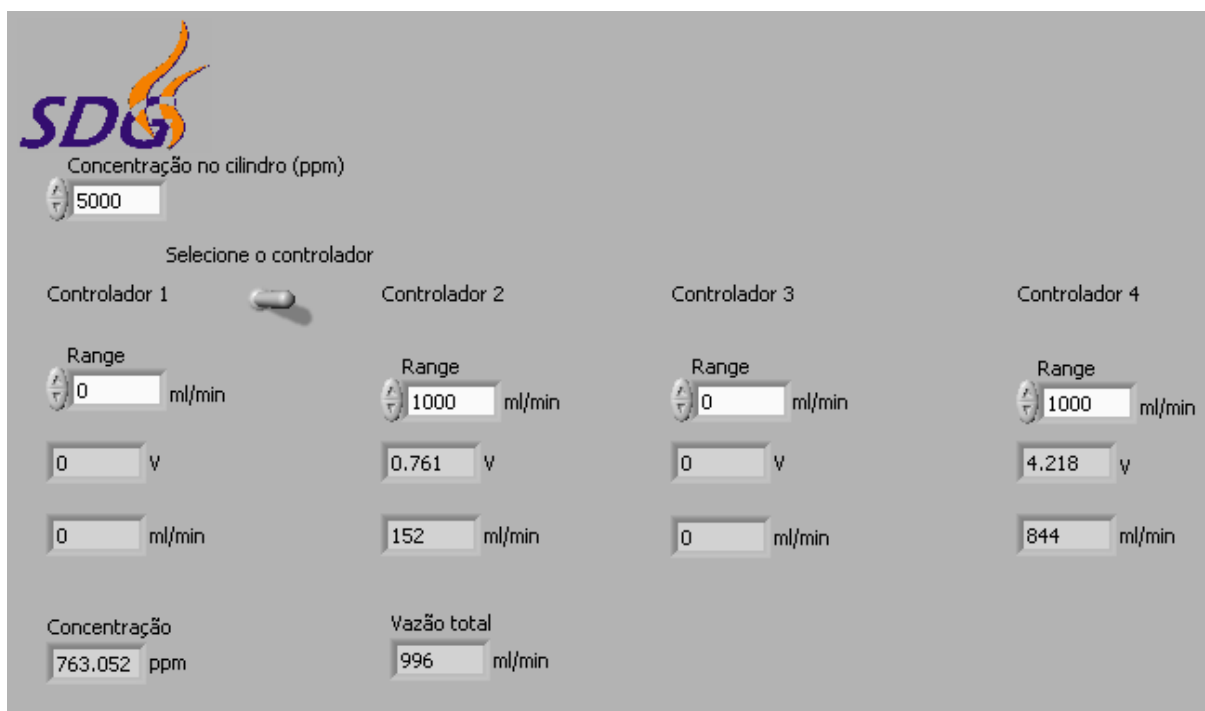 SDG
Concentração no cilindro (ppm)
5000
Selecione o controlador
Controlador 1 Controlador 2 Controlador 3 Controlador 4
Range Range Range Range
0 ml/min 1000 ml/min 0 ml/min 1000 ml/min
0 V 0.761 V 0 V 4.218 V
0 ml/min 152 ml/min 0 ml/min 844 ml/min
Concentração Vazão total
763.052 ppm 996 ml/min